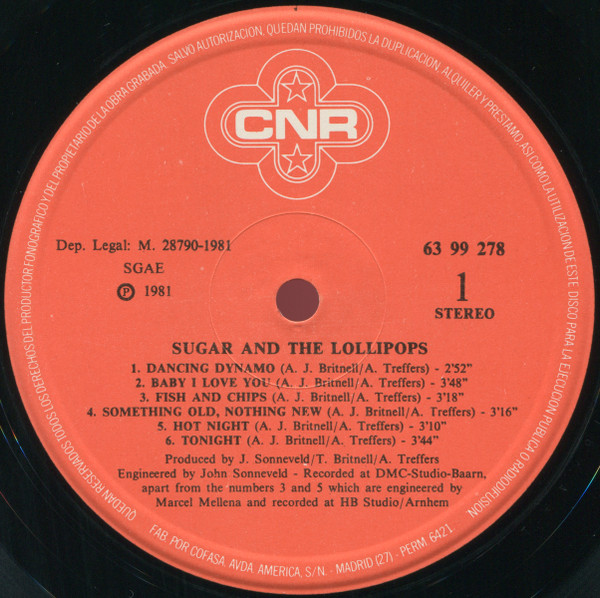 QUEDAN RESERVADOS TODOS LOS DERECHOS DEL PRODUCTOR FONOGRAFICO Y DEL PROPIETARIO DE LA OBRA GRABADA. SALVO AUTORIZACION, QUEDAN PROHIBIDOS LA DUPLICACION, ALQUILER Y PRESTAMO, ASI COMO LA UTILIZACION DE ESTE DISCO PARA LA EJECUCION PUBLICA O RADIODIFUSION.
CNR
Dep. Legal: M. 28790-1981
SGAE
Ⓟ 1981
63 99 278
1
STEREO
SUGAR AND THE LOLLIPOPS
1. DANCING DYNAMO (A. J. Britnell/A. Treffers) - 2'52"
2. BABY I LOVE YOU (A. J. Britnell/A. Treffers) - 3'48"
3. FISH AND CHIPS (A. J. Britnell/A. Treffers) - 3'18"
4. SOMETHING OLD, NOTHING NEW (A. J. Britnell/A. Treffers) - 3'16"
5. HOT NIGHT (A. J. Britnell/A. Treffers) - 3'10"
6. TONIGHT (A. J. Britnell/A. Treffers) - 3'44"
Produced by J. Sonneveld/T. Britnell/A. Treffers
Engineered by John Sonneveld - Recorded at DMC-Studio-Baarn,
apart from the numbers 3 and 5 which are engineered by
Marcel Mellena and recorded at HB Studio/Arnhem
FAB. POR COFASA. AVDA. AMERICA, S/N. - MADRID (27) - PERM. 6421.